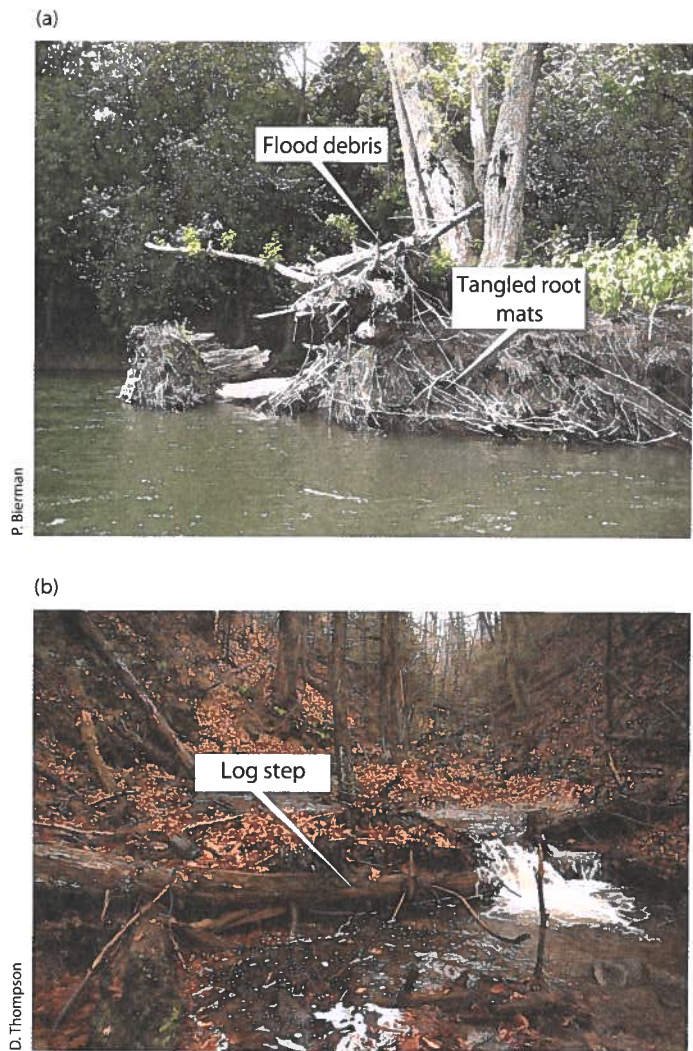 (a)
Flood debris
Tangled root
mats
P. Bierman
(b)
Log step
D. Thompson